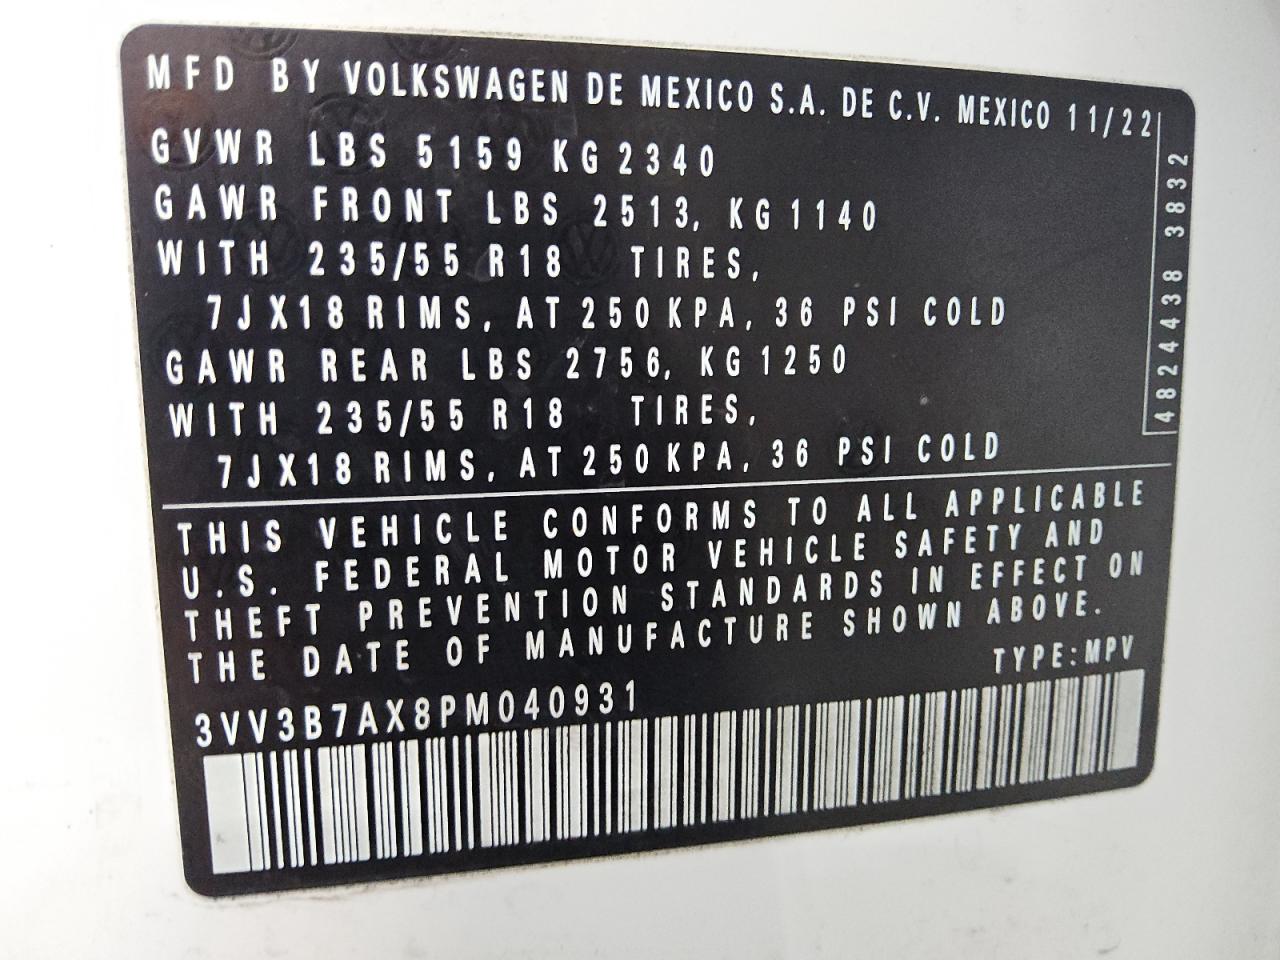 MFD BY VOLKSWAGEN DE MEXICO S.A. DE C.V. MEXICO 11/22
GVWR LBS 5159 KG 2340
GAWR FRONT LBS 2513, KG 1140
WITH 235/55 R18 TIRES,
7JX18 RIMS, AT 250 KPA, 36 PSI COLD
GAWR REAR LBS 2756, KG 1250
WITH 235/55 R18 TIRES,
7JX18 RIMS, AT 250 KPA, 36 PSI COLD
4824438 3832
THIS VEHICLE CONFORMS TO ALL APPLICABLE
U.S. FEDERAL MOTOR VEHICLE SAFETY AND
THEFT PREVENTION STANDARDS IN EFFECT ON
THE DATE OF MANUFACTURE SHOWN ABOVE.
TYPE:MPV
3VV3B7AX8PM040931